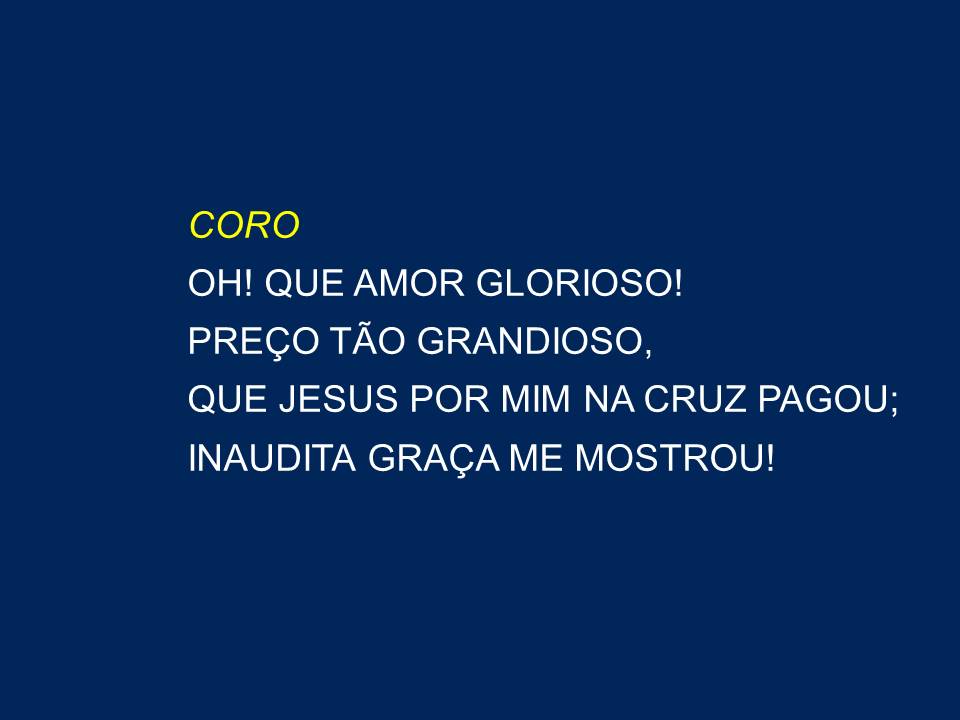 CORO
OH! QUE AMOR GLORIOSO!
PREÇO TÃO GRANDIOSO,
QUE JESUS POR MIM NA CRUZ PAGOU;
INAUDITA GRAÇA ME MOSTROU!